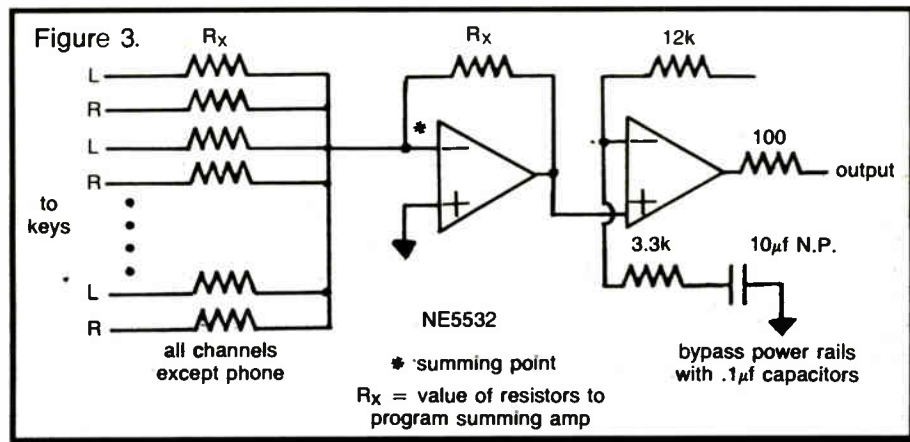 Figure 3.
Rx
Rx
12k
L
R
L
R
to
keys
L
R
*
−
+
−
+
100
output
3.3k
10μf N.P.
all channels
except phone
NE5532
* summing point
Rx = value of resistors to
program summing amp
bypass power rails
with .1μf capacitors